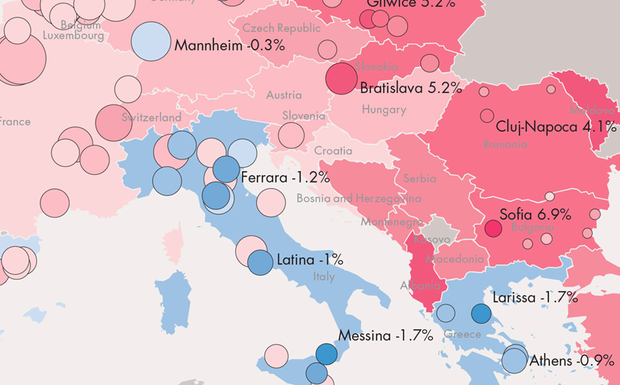 Germany
Gliwice 5.2%
Belgium
Czech Republic
Luxembourg
Mannheim -0.3%
Slovakia
Bratislava 5.2%
Austria
Hungary
Moldova
France
Switzerland
Slovenia
Cluj-Napoca 4.1%
Romania
Croatia
Ferrara -1.2%
Serbia
Bosnia and Herzegovina
Sofia 6.9%
Montenegro
Bulgaria
Kosovo
Latina -1%
Macedonia
Italy
Albania
Larissa -1.7%
Messina -1.7%
Greece
Athens -0.9%